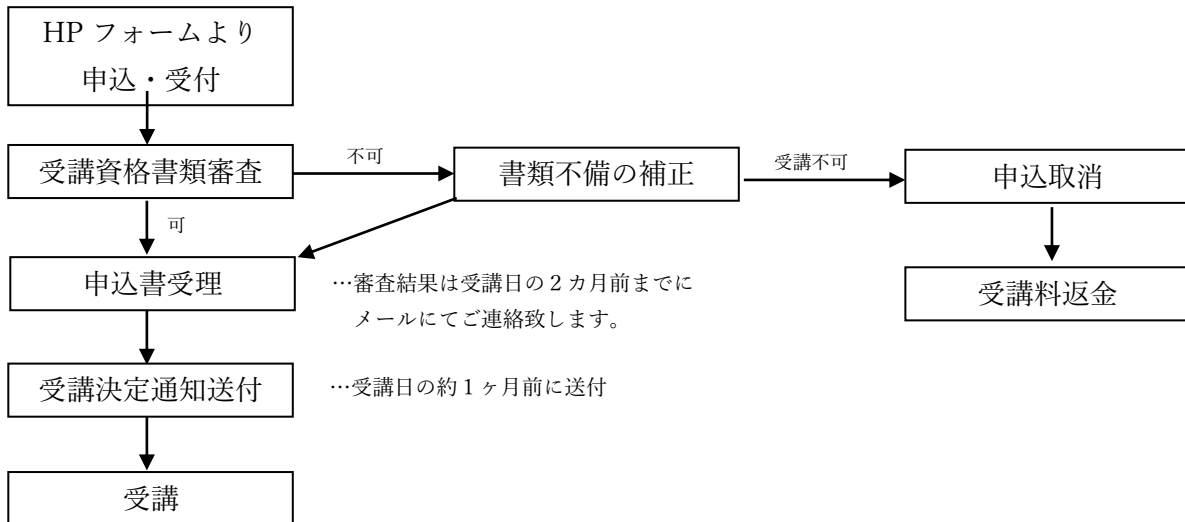 HP フォームより
申込・受付
受講資格書類審査
不可
書類不備の補正
受講不可
申込取消
可
申込書受理
…審査結果は受講日の２カ月前までに
メールにてご連絡致します。
受講料返金
受講決定通知送付
…受講日の約１ヶ月前に送付
受講